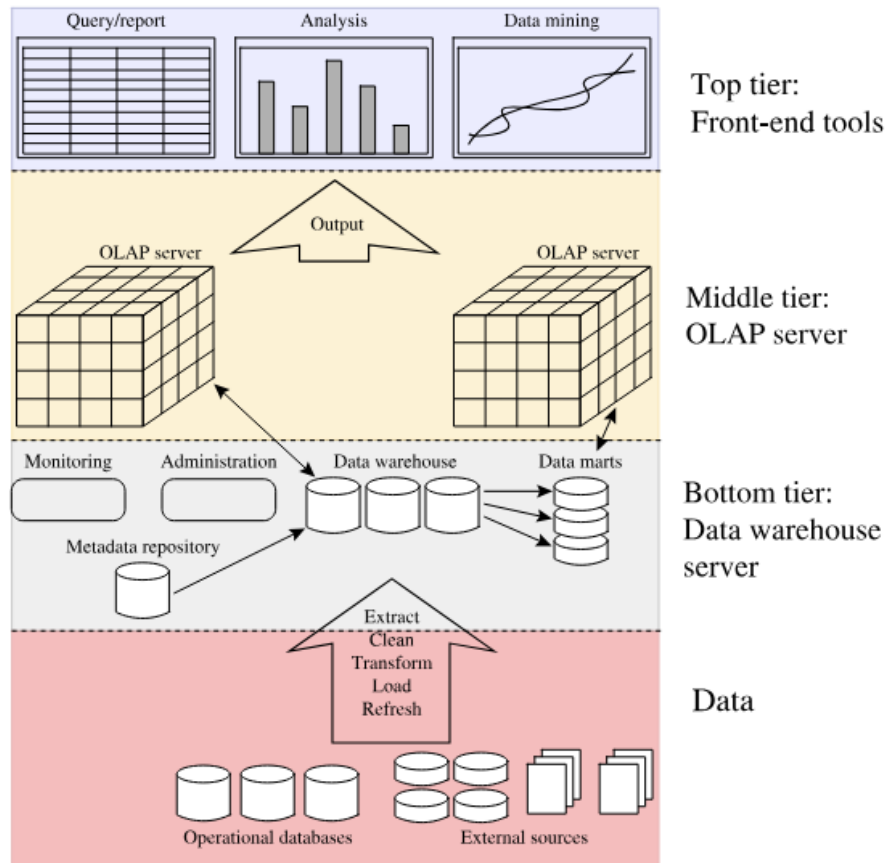 Query/report
Analysis
Data mining
Top tier:
Front-end tools
Output
OLAP server
OLAP server
Middle tier:
OLAP server
Monitoring
Administration
Data warehouse
Data marts
Bottom tier:
Data warehouse
server
Metadata repository
Extract
Clean
Transform
Load
Refresh
Data
Operational databases
External sources